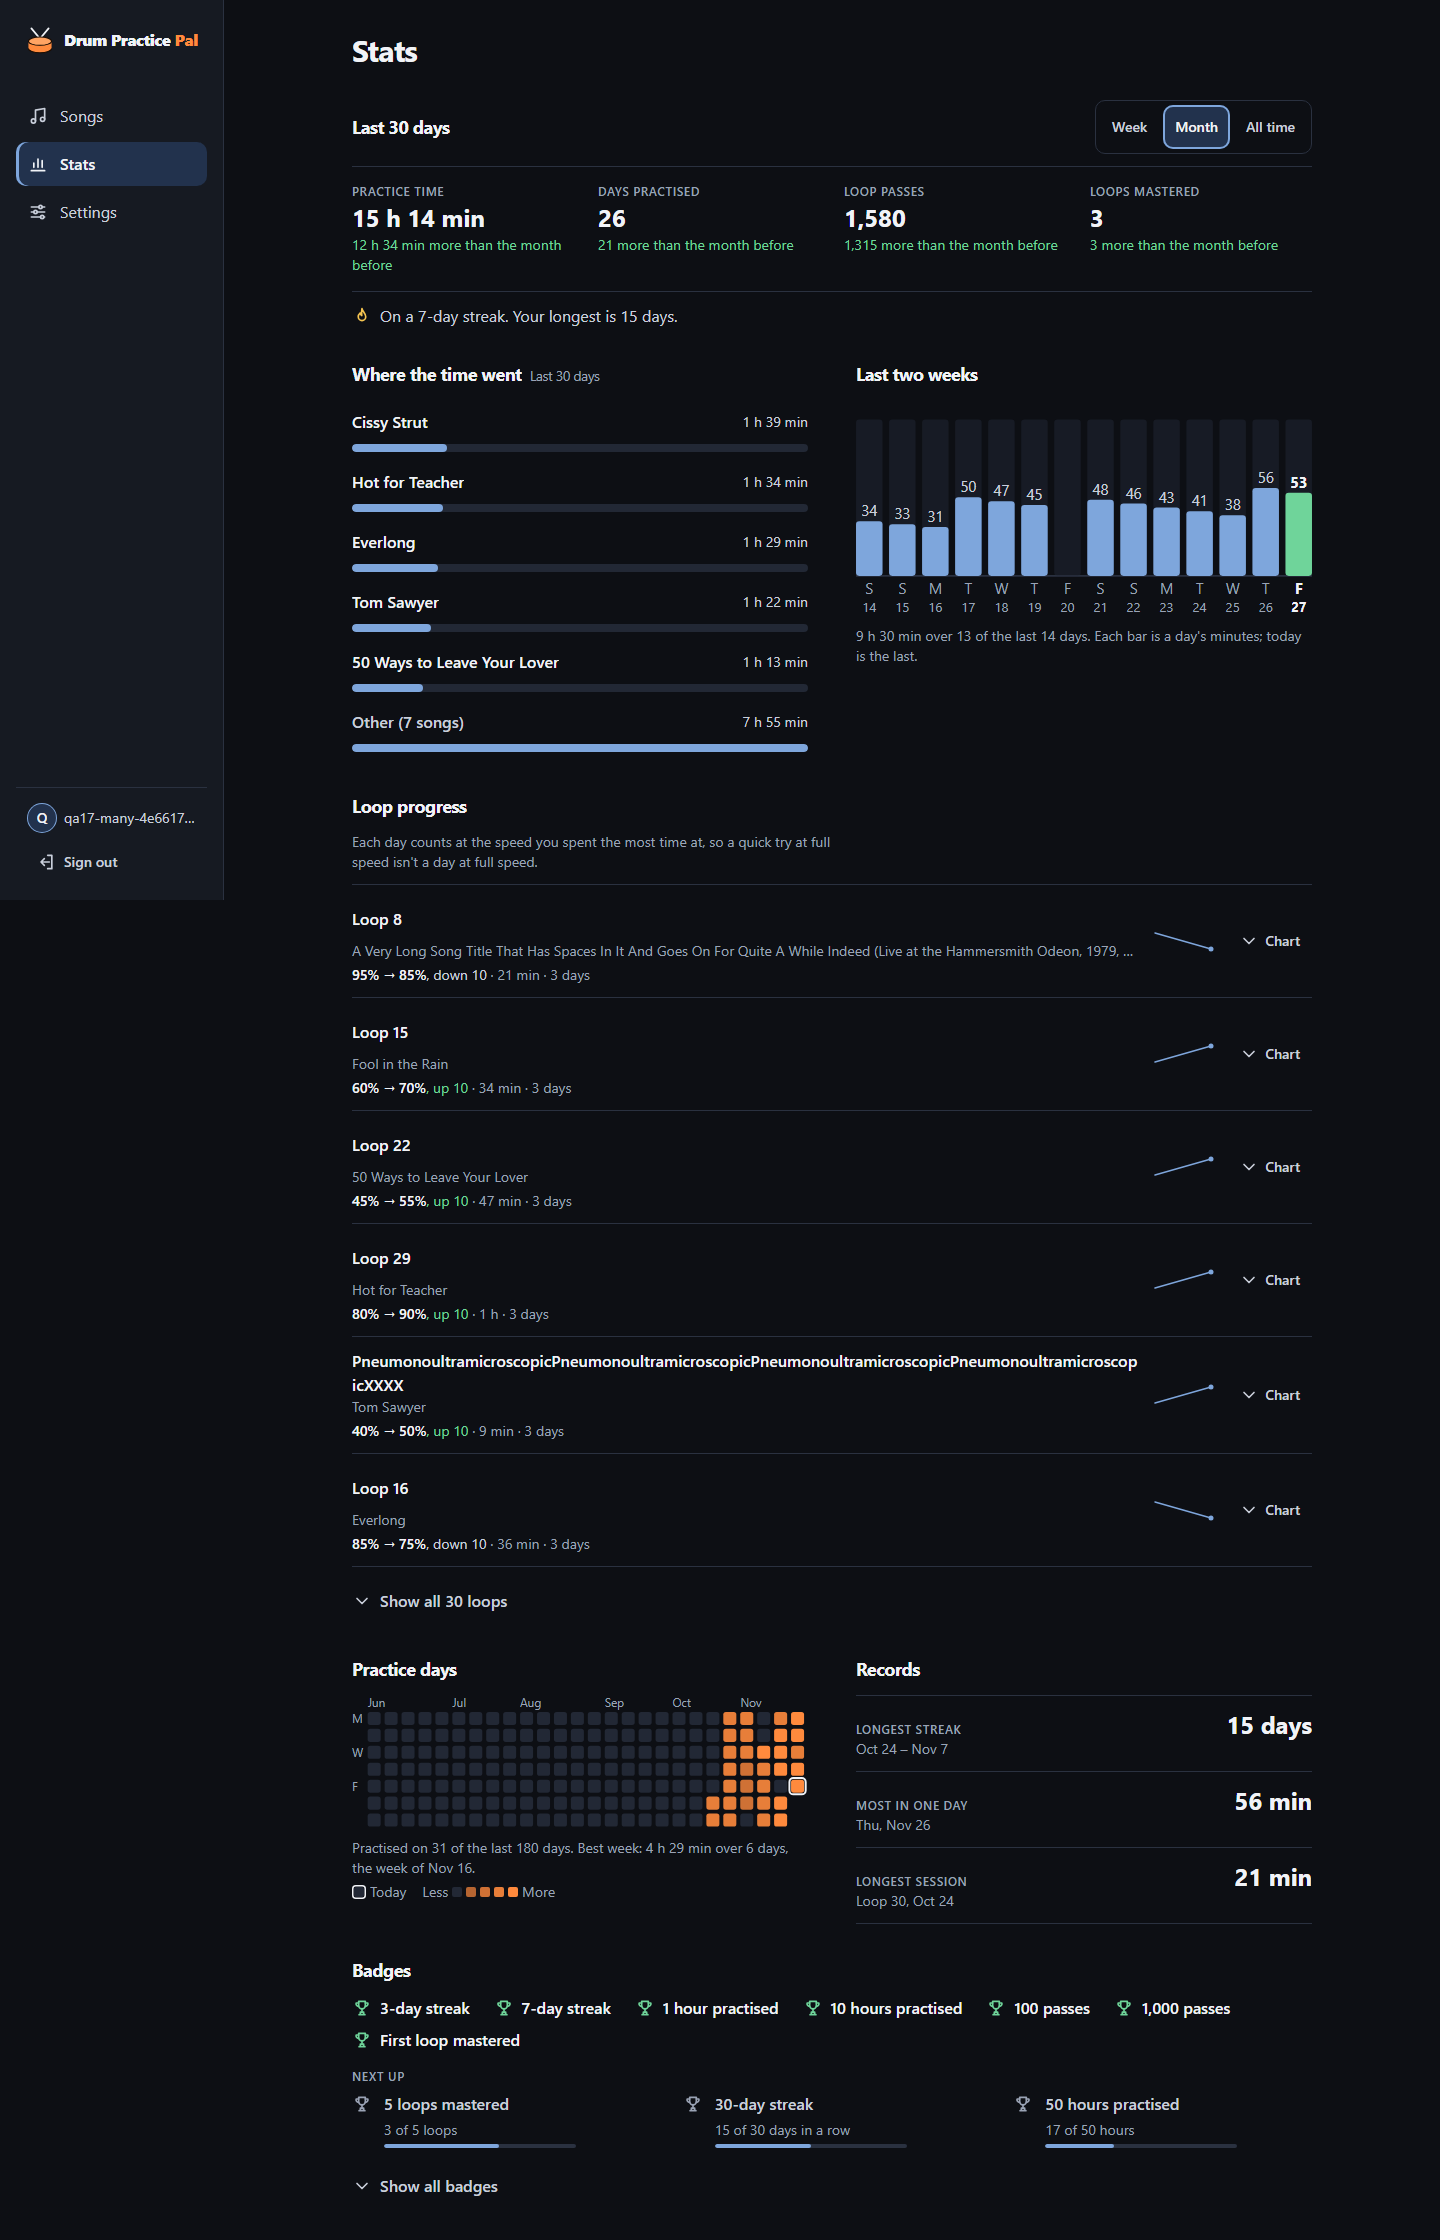 Drum Practice Pal
Songs
Stats
Settings
qa17-many-4e6617...
Sign out
Stats
Last 30 days
Week Month All time
PRACTICE TIME
15 h 14 min
12 h 34 min more than the month
before
DAYS PRACTISED
26
21 more than the month before
LOOP PASSES
1,580
1,315 more than the month before
LOOPS MASTERED
3
3 more than the month before
On a 7-day streak. Your longest is 15 days.
Where the time went Last 30 days
Cissy Strut 1 h 39 min
Hot for Teacher 1 h 34 min
Everlong 1 h 29 min
Tom Sawyer 1 h 22 min
50 Ways to Leave Your Lover 1 h 13 min
Other (7 songs) 7 h 55 min
Last two weeks
34 33 31 50 47 45 48 46 43 41 38 56 53
S S M T W T F S S M T W T F
14 15 16 17 18 19 20 21 22 23 24 25 26 27
9 h 30 min over 13 of the last 14 days. Each bar is a day's minutes; today
is the last.
Loop progress
Each day counts at the speed you spent the most time at, so a quick try at full
speed isn't a day at full speed.
Loop 8
A Very Long Song Title That Has Spaces In It And Goes On For Quite A While Indeed (Live at the Hammersmith Odeon, 1979, ...
95% → 85%, down 10 · 21 min · 3 days
Chart
Loop 15
Fool in the Rain
60% → 70%, up 10 · 34 min · 3 days
Chart
Loop 22
50 Ways to Leave Your Lover
45% → 55%, up 10 · 47 min · 3 days
Chart
Loop 29
Hot for Teacher
80% → 90%, up 10 · 1 h · 3 days
Chart
PneumonoultramicroscopicPneumonoultramicroscopicPneumonoultramicroscopicPneumonoultramicroscop
icXXXX
Tom Sawyer
40% → 50%, up 10 · 9 min · 3 days
Chart
Loop 16
Everlong
85% → 75%, down 10 · 36 min · 3 days
Chart
Show all 30 loops
Practice days
Jun Jul Aug Sep Oct Nov
M
W
F
Practised on 31 of the last 180 days. Best week: 4 h 29 min over 6 days,
the week of Nov 16.
Today Less More
Records
LONGEST STREAK
Oct 24 – Nov 7
15 days
MOST IN ONE DAY
Thu, Nov 26
56 min
LONGEST SESSION
Loop 30, Oct 24
21 min
Badges
3-day streak 7-day streak 1 hour practised 10 hours practised 100 passes 1,000 passes
First loop mastered
NEXT UP
5 loops mastered
3 of 5 loops
30-day streak
15 of 30 days in a row
50 hours practised
17 of 50 hours
Show all badges